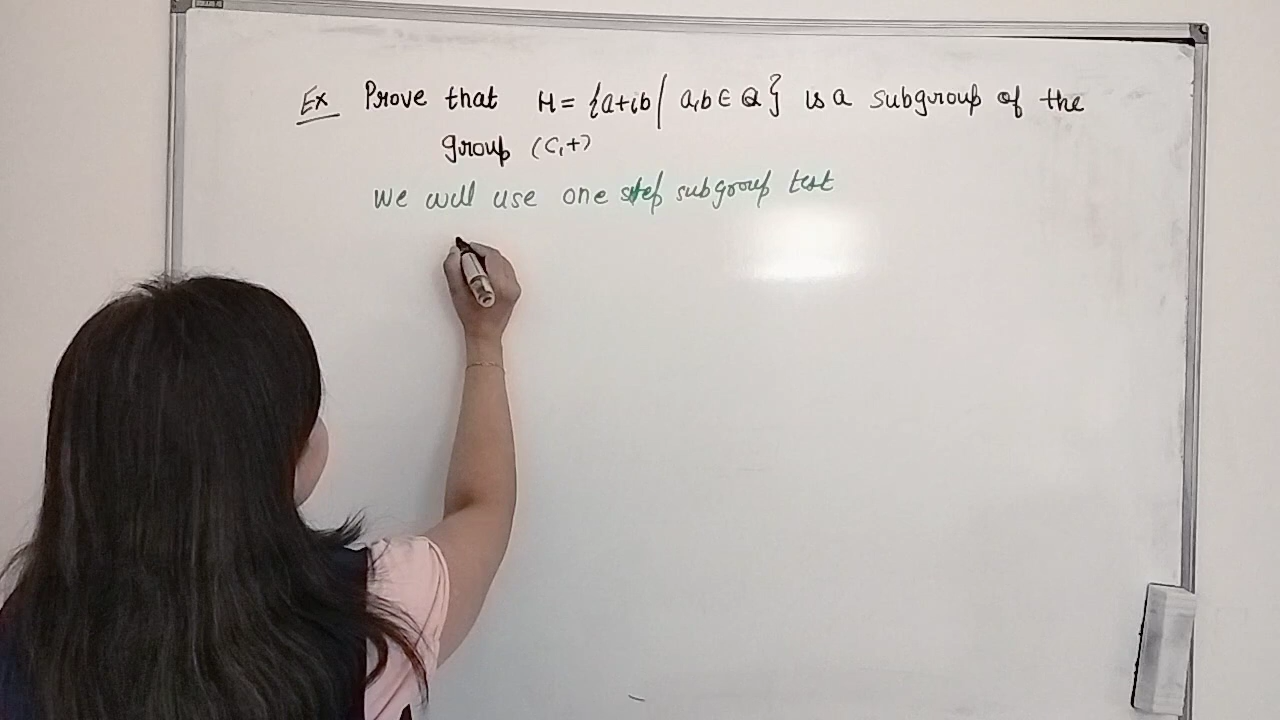 Ex Prove that H = {a+ib | a,b ∈ Q} is a subgroup of the
group (C,+)
we will use one step subgroup test